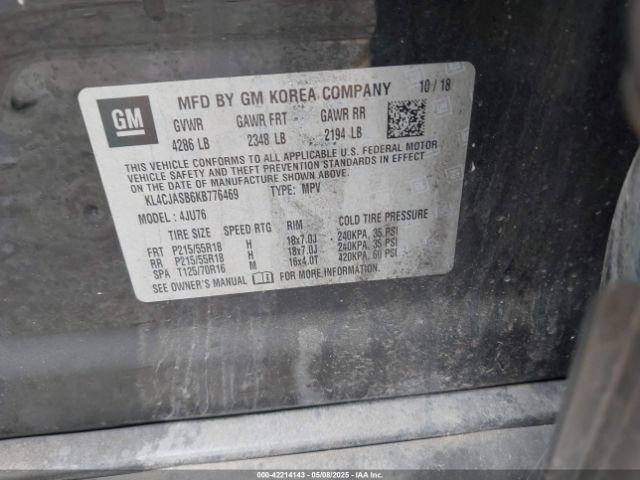 GM
MFD BY GM KOREA COMPANY 10 / 18
GVWR GAWR FRT GAWR RR
4286 LB 2348 LB 2194 LB
THIS VEHICLE CONFORMS TO ALL APPLICABLE U.S. FEDERAL MOTOR
VEHICLE SAFETY AND THEFT PREVENTION STANDARDS IN EFFECT
ON THE DATE OF MANUFACTURE SHOWN ABOVE.
KL4CJASB6KB776469 TYPE: MPV
MODEL: 4JU76
TIRE SIZE SPEED RTG RIM COLD TIRE PRESSURE
FRT P215/55R18 H 18x7.0J 240KPA, 35 PSI
RR P215/55R18 H 18x7.0J 240KPA, 35 PSI
SPA T125/70R16 M 16x4.0T 420KPA, 60 PSI
SEE OWNER'S MANUAL FOR MORE INFORMATION.
000-42214143 - 05/08/2025 - IAAI.com